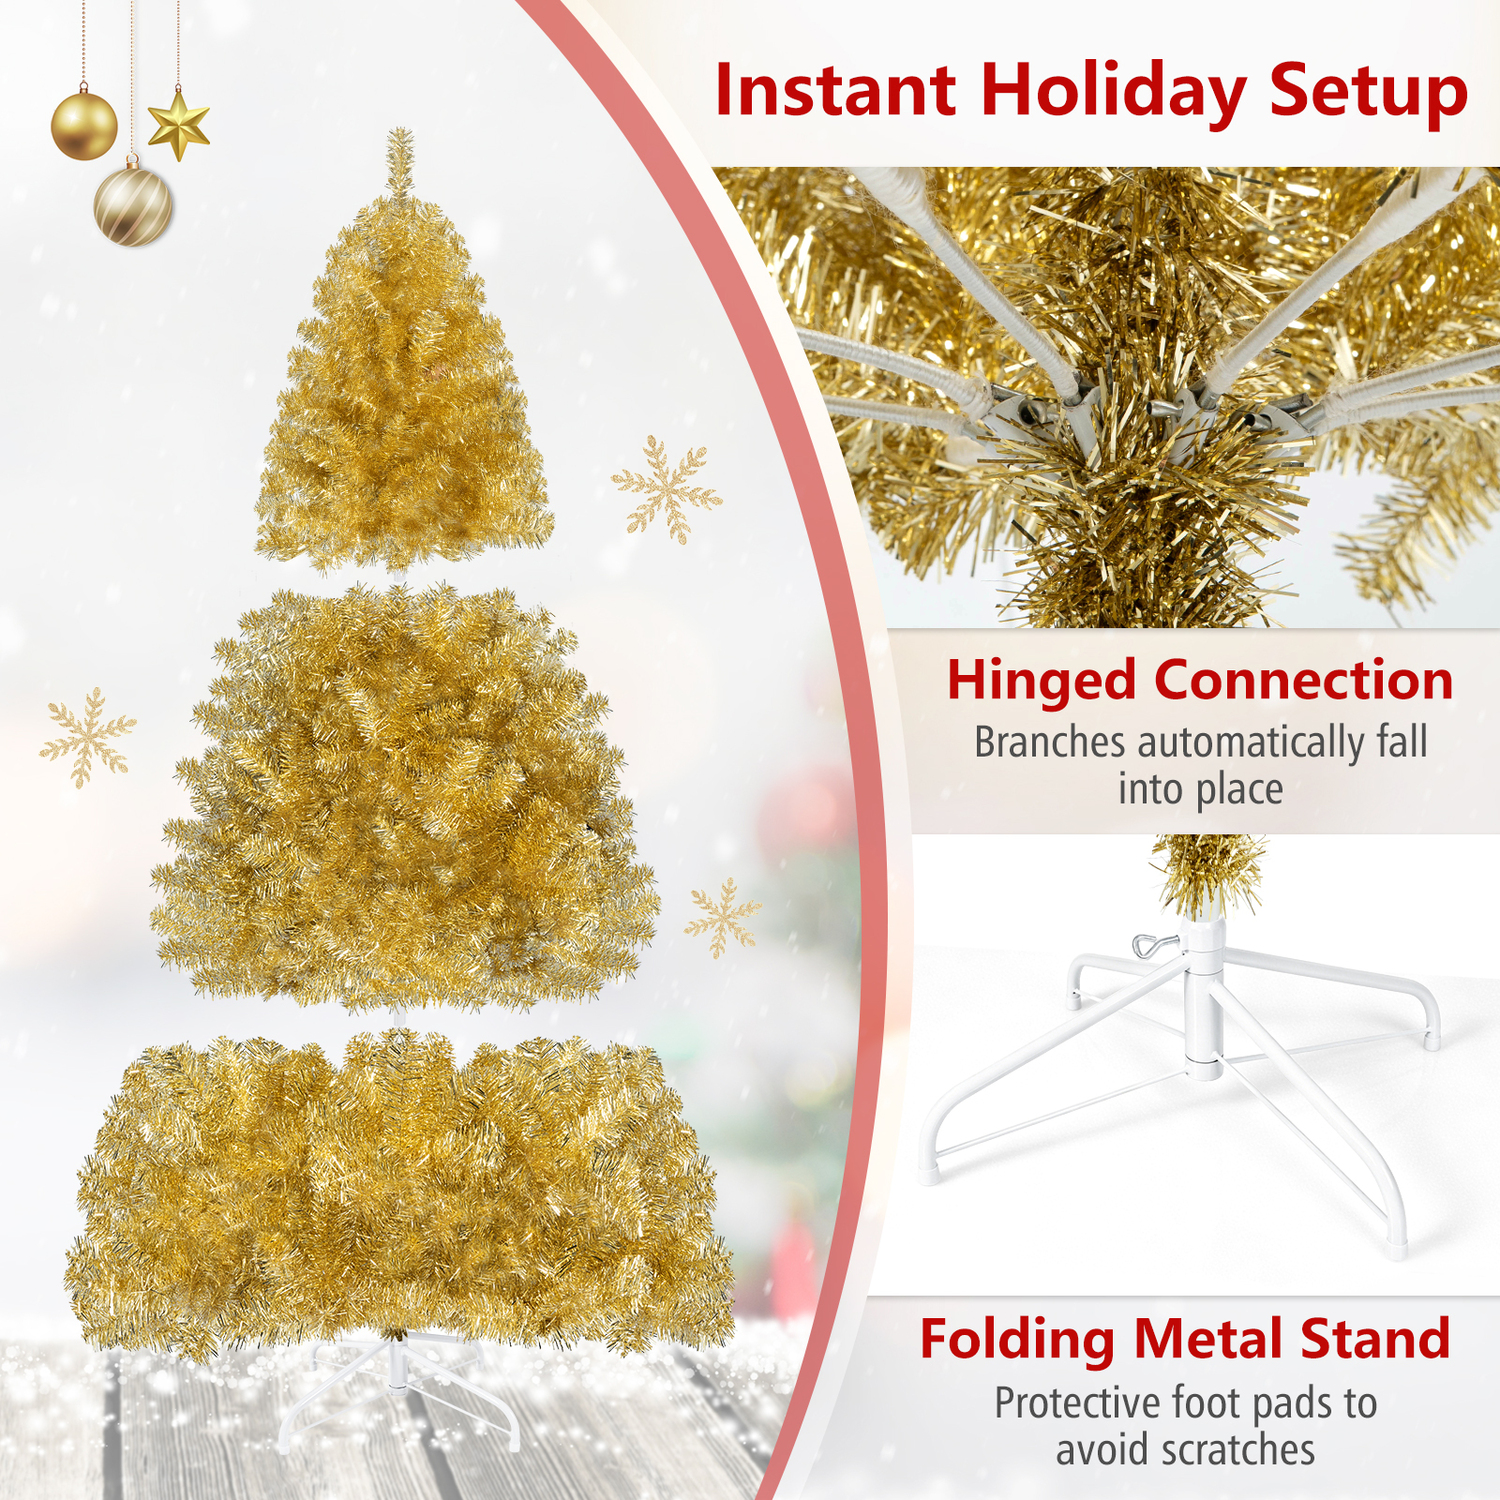 Instant Holiday Setup
Hinged Connection
Branches automatically fall
into place
Folding Metal Stand
Protective foot pads to
avoid scratches